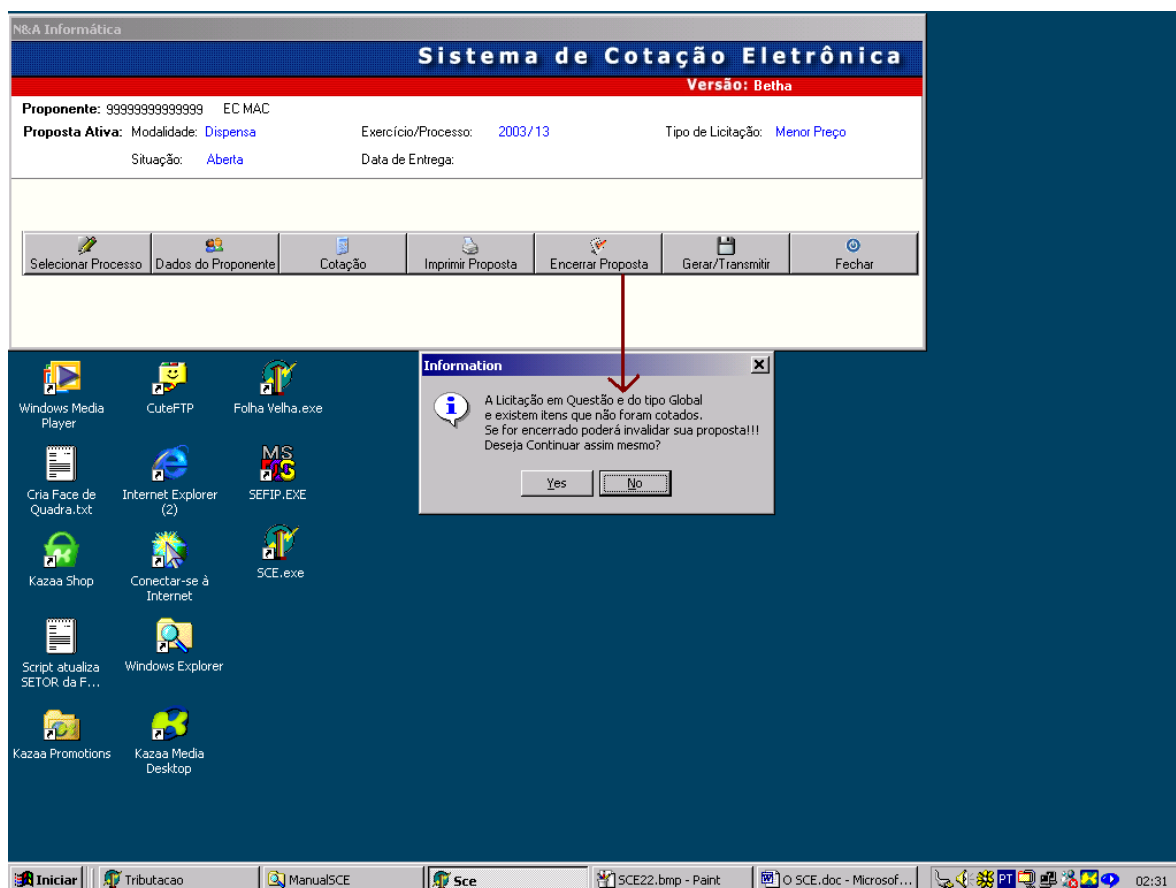 N&A Informática
Sistema de Cotação Eletrônica
Versão: Betha
Proponente: 99999999999999 EC MAC
Proposta Ativa: Modalidade: Dispensa Exercício/Processo: 2003/13 Tipo de Licitação: Menor Preço
Situação: Aberta Data de Entrega:
Selecionar Processo Dados do Proponente Cotação Imprimir Proposta Encerrar Proposta Gerar/Transmitir Fechar
Information
A Licitação em Questão e do tipo Global
e existem itens que não foram cotados.
Se for encerrado poderá invalidar sua proposta!!!
Deseja Continuar assim mesmo?
Yes No
Windows Media
Player
CuteFTP
Folha Velha.exe
Cria Face de
Quadra.txt
Internet Explorer
(2)
MS
DOS
SEFIP.EXE
Kazaa Shop
Conectar-se à
Internet
SCE.exe
Script atualiza
SETOR da F...
Windows Explorer
Kazaa Promotions
Kazaa Media
Desktop
Iniciar Tributacao ManualSCE Sce SCE22.bmp - Paint O SCE.doc - Microsof... PT 02:31